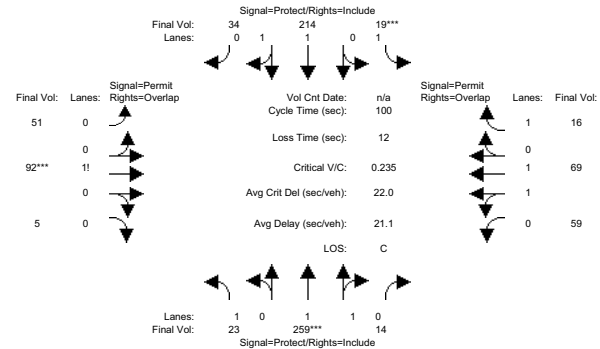 Signal=Protect/Rights=Include
Final Vol: 34 214 19***
Lanes: 0 1 1 0 1
Signal=Permit Signal=Permit
Final Vol: Lanes: Rights=Overlap Vol Cnt Date: n/a Rights=Overlap Lanes: Final Vol:
Cycle Time (sec): 100
51 0 1 16
Loss Time (sec): 12
0 0
92*** 1! Critical V/C: 0.235 1 69
0 Avg Crit Del (sec/veh): 22.0 1
5 0 Avg Delay (sec/veh): 21.1 0 59
LOS: C
Lanes: 1 0 1 1 0
Final Vol: 23 259*** 14
Signal=Protect/Rights=Include